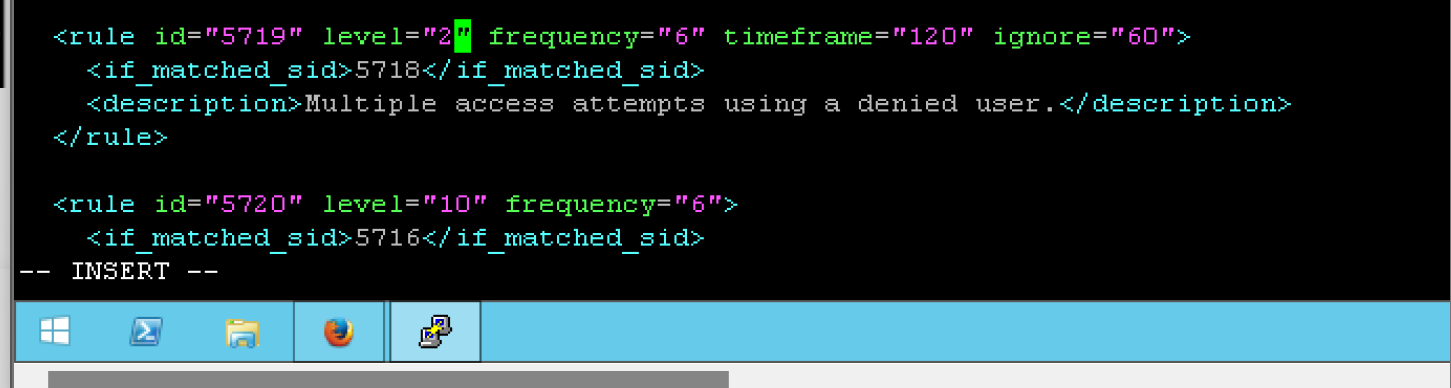 <rule id="5719" level="2" frequency="6" timeframe="120" ignore="60">
<if_matched_sid>5718</if_matched_sid>
<description>Multiple access attempts using a denied user.</description>
</rule>
<rule id="5720" level="10" frequency="6">
<if_matched_sid>5716</if_matched_sid>
-- INSERT --